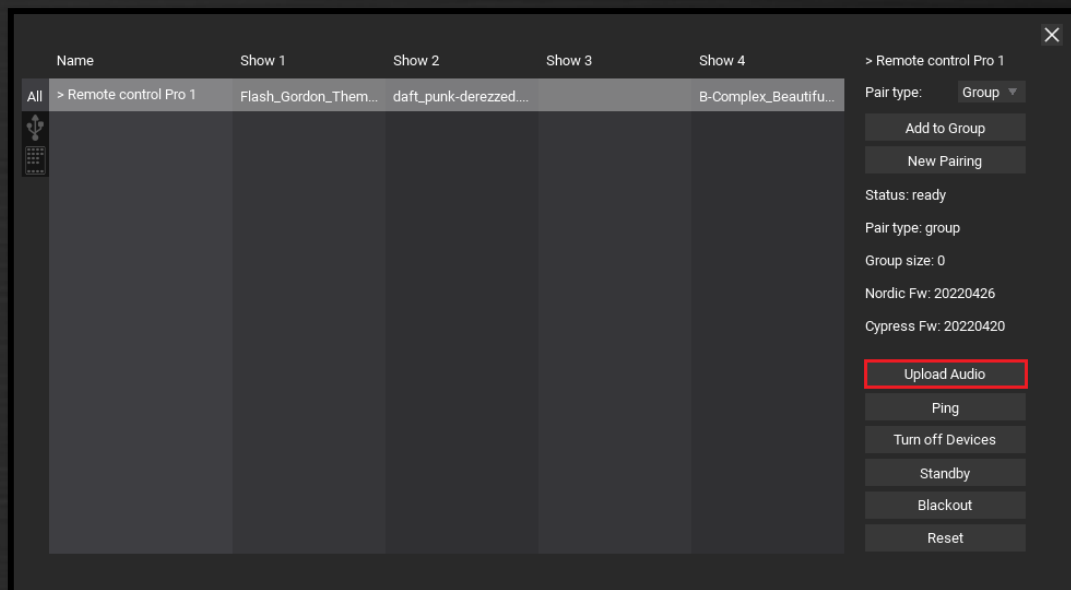 Name Show 1 Show 2 Show 3 Show 4
All > Remote control Pro 1 Flash_Gordon_Them... daft_punk-derezzed.... B-Complex_Beautifu...
> Remote control Pro 1
Pair type: Group
Add to Group
New Pairing
Status: ready
Pair type: group
Group size: 0
Nordic Fw: 20220426
Cypress Fw: 20220420
Upload Audio
Ping
Turn off Devices
Standby
Blackout
Reset